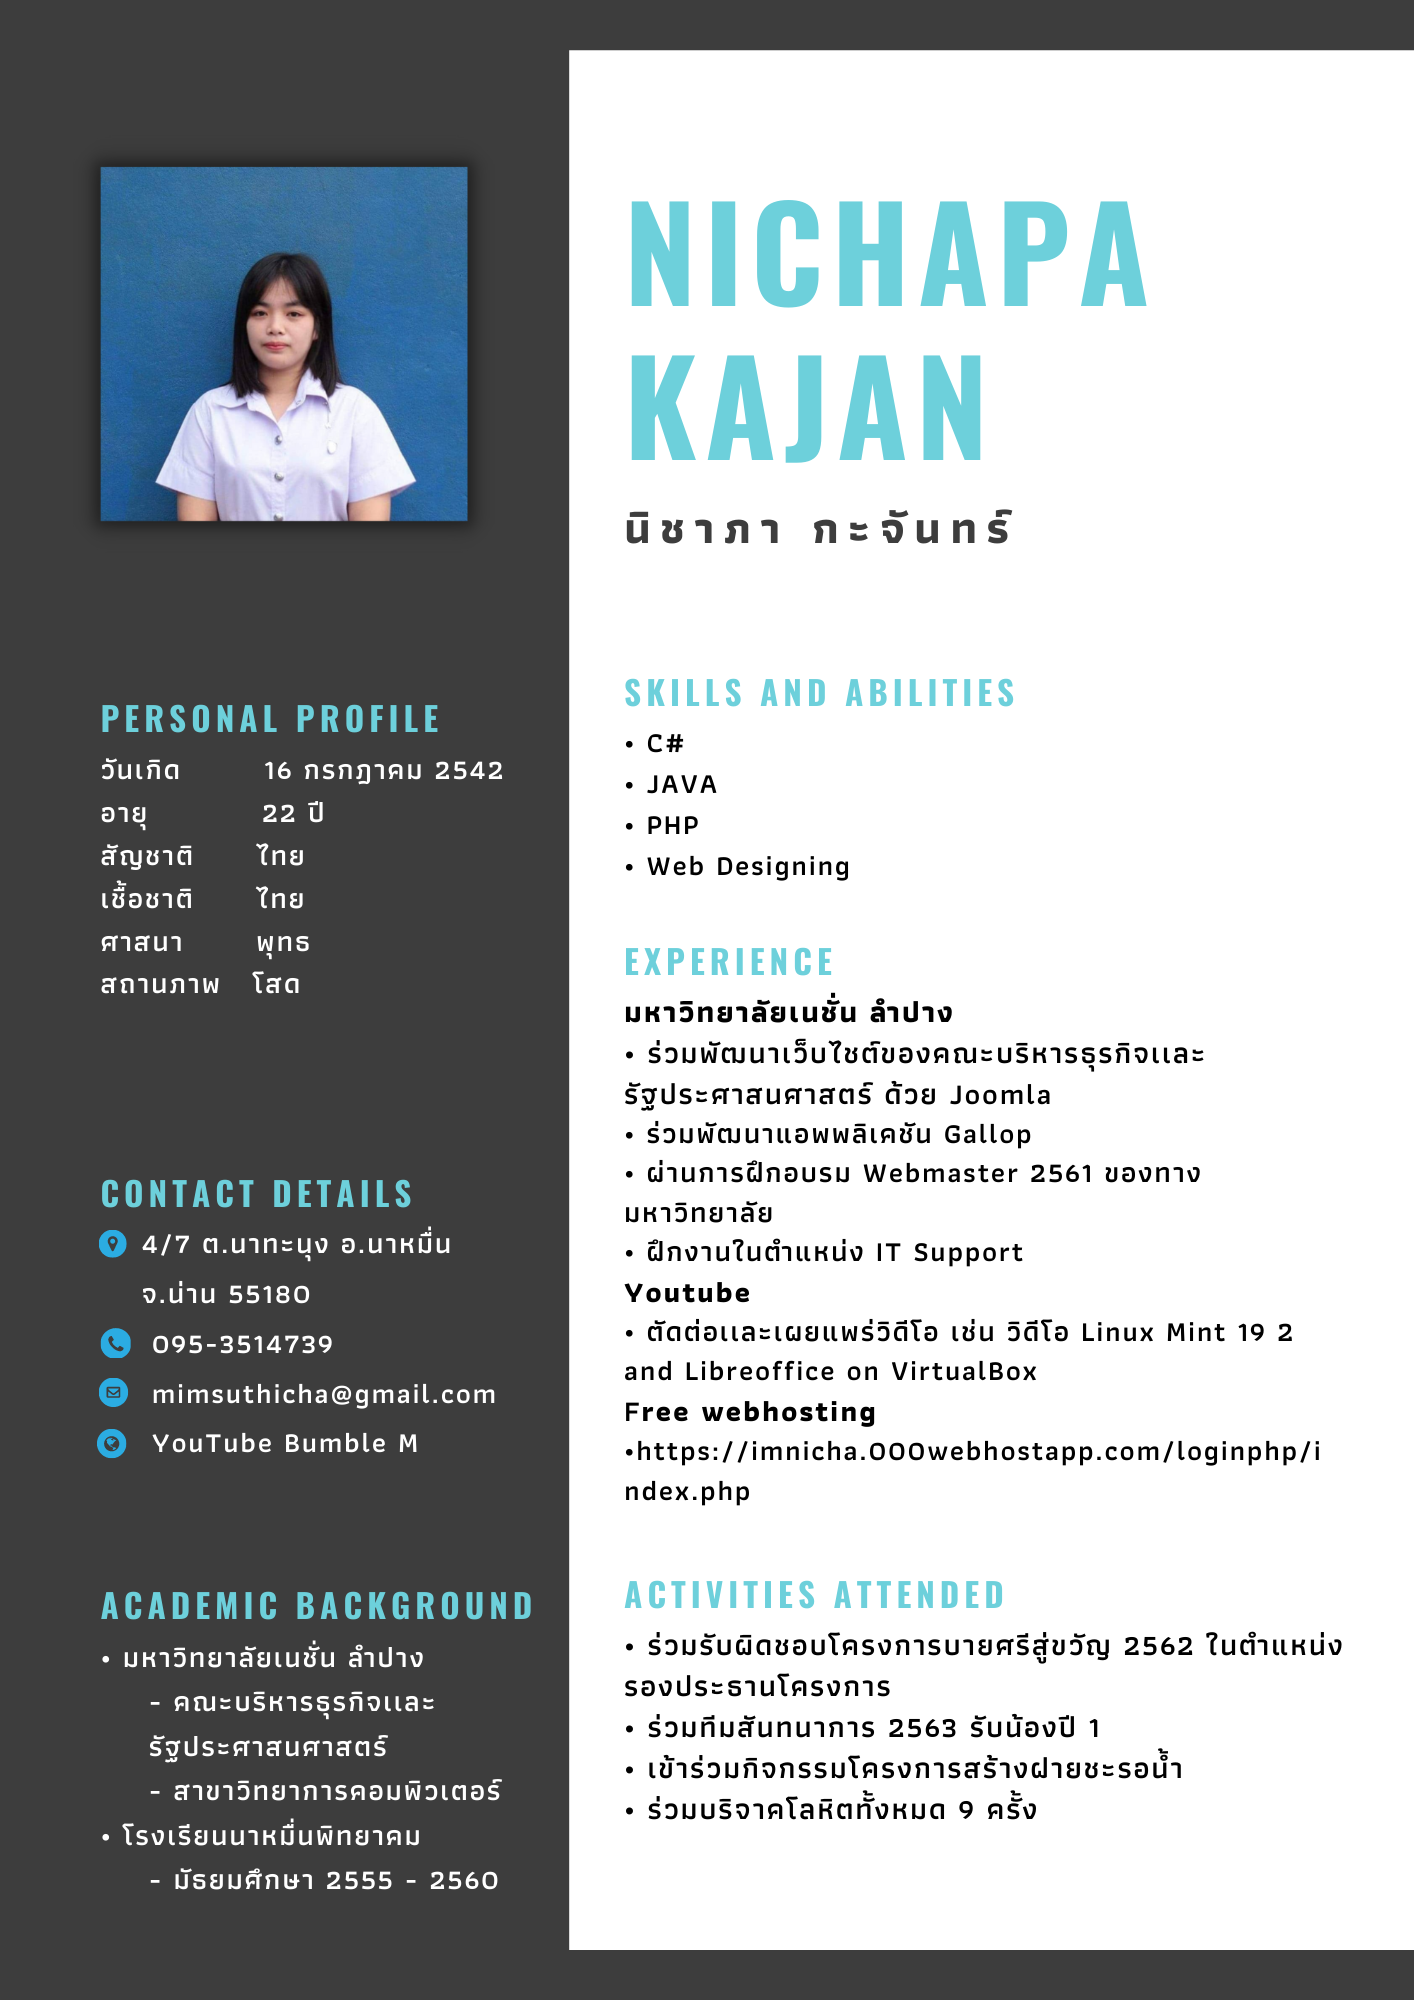 NICHAPA
KAJAN
นิชาภา กะจันทร์
PERSONAL PROFILE
วันเกิด 16 กรกฎาคม 2542
อายุ 22 ปี
สัญชาติ ไทย
เชื้อชาติ ไทย
ศาสนา พุทธ
สถานภาพ โสด
CONTACT DETAILS
4/7 ต.นาทะนุง อ.นาหมื่น
จ.น่าน 55180
095-3514739
mimsuthicha@gmail.com
YouTube Bumble M
ACADEMIC BACKGROUND
• มหาวิทยาลัยเนชั่น ลำปาง
- คณะบริหารธุรกิจและ
รัฐประศาสนศาสตร์
- สาขาวิทยาการคอมพิวเตอร์
• โรงเรียนนาหมื่นพิทยาคม
- มัธยมศึกษา 2555 - 2560
SKILLS AND ABILITIES
• C#
• JAVA
• PHP
• Web Designing
EXPERIENCE
มหาวิทยาลัยเนชั่น ลำปาง
• ร่วมพัฒนาเว็บไซต์ของคณะบริหารธุรกิจและ
รัฐประศาสนศาสตร์ ด้วย Joomla
• ร่วมพัฒนาแอพพลิเคชัน Gallop
• ผ่านการฝึกอบรม Webmaster 2561 ของทาง
มหาวิทยาลัย
• ฝึกงานในตำแหน่ง IT Support
Youtube
• ตัดต่อและเผยแพร่วิดีโอ เช่น วิดีโอ Linux Mint 19 2
and Libreoffice on VirtualBox
Free webhosting
•https://imnicha.000webhostapp.com/loginphp/i
ndex.php
ACTIVITIES ATTENDED
• ร่วมรับผิดชอบโครงการบายศรีสู่ขวัญ 2562 ในตำแหน่ง
รองประธานโครงการ
• ร่วมทีมสันทนาการ 2563 รับน้องปี 1
• เข้าร่วมกิจกรรมโครงการสร้างฝายชะรอน้ำ
• ร่วมบริจาคโลหิตทั้งหมด 9 ครั้ง